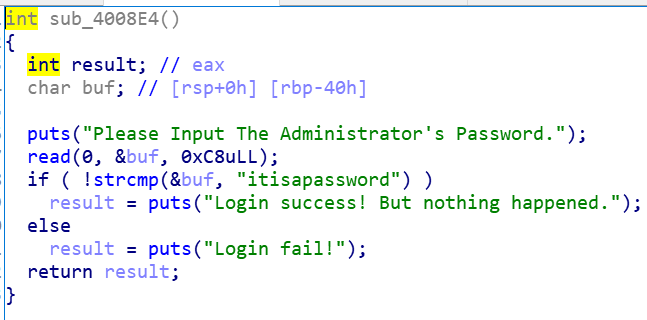 int sub_4008E4()
{
int result; // eax
char buf; // [rsp+0h] [rbp-40h]
puts("Please Input The Administrator's Password.");
read(0, &buf, 0xC8uLL);
if ( !strcmp(&buf, "itisapassword") )
result = puts("Login success! But nothing happened.");
else
result = puts("Login fail!");
return result;
}